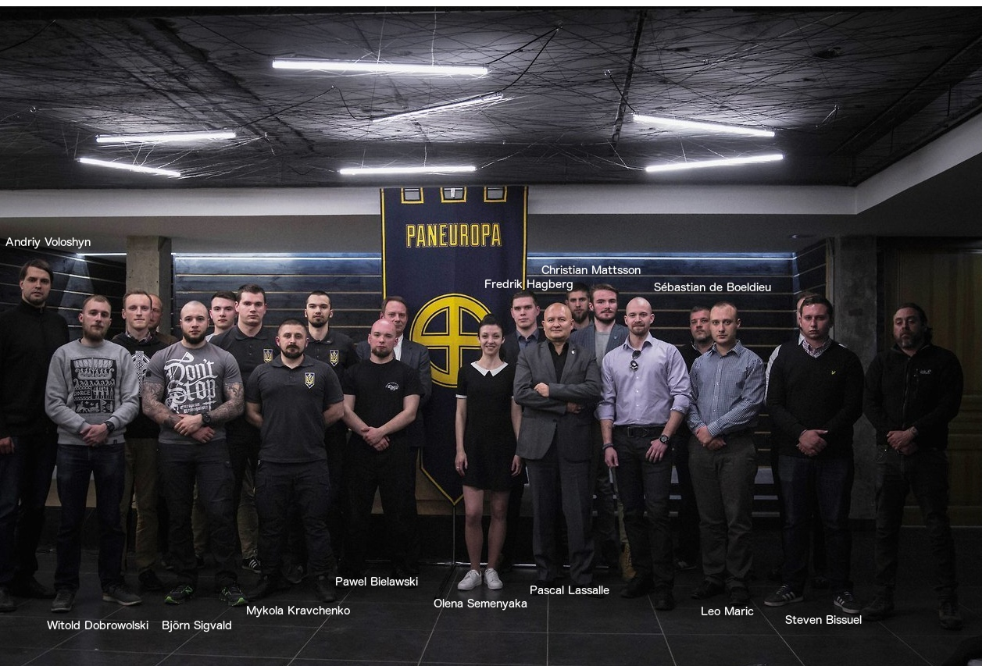 PANEUROPA
Andriy Voloshyn
Christian Mattsson
Fredrik Hagberg
Sébastian de Boeldieu
Don't
Stop
European
Pawel Bielawski
Pascal Lassalle
Olena Semenyaka
Mykola Kravchenko
Leo Maric
Steven Bissuel
Witold Dobrowolski
Björn Sigvald